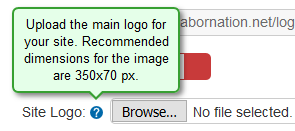 Upload the main logo for
your site. Recommended
dimensions for the image
are 350x70 px.
abornation.net/log
Site Logo: ? Browse... No file selected.